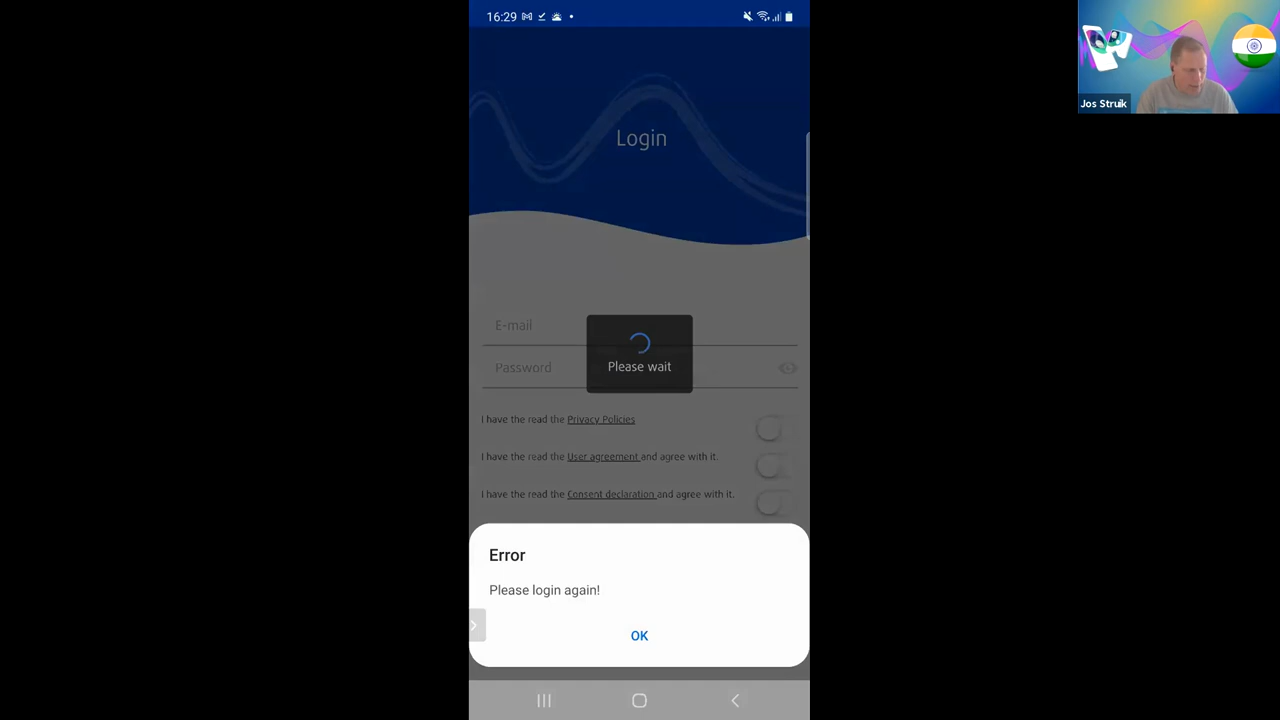 16:29
Jos Struik
Login
E-mail
Password
Please wait
I have the read the Privacy Policies
I have the read the User agreement and agree with it.
I have the read the Consent declaration and agree with it.
Error
Please login again!
OK